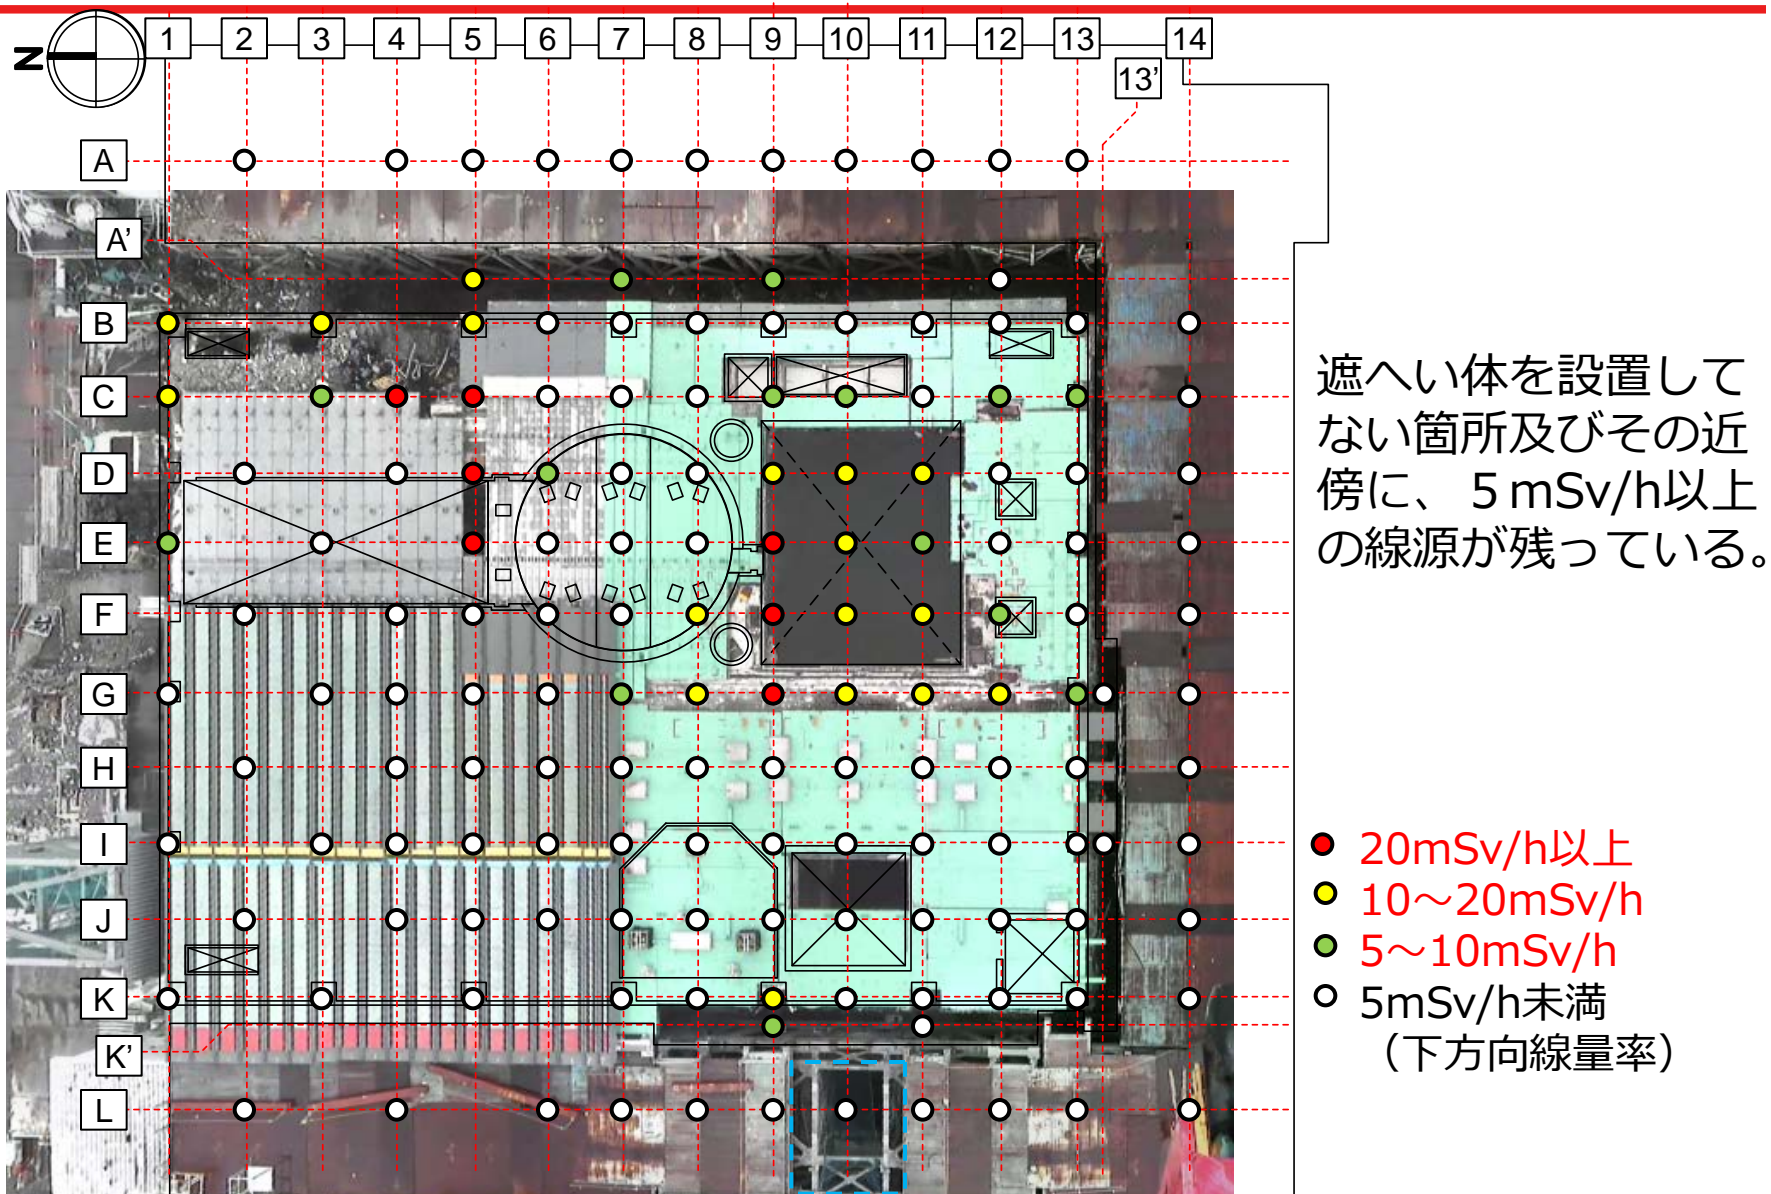 N
1 2 3 4 5 6 7 8 9 10 11 12 13 14
13’
A
A’
B
C
D
E
F
G
H
I
J
K
K’
L
遮へい体を設置して
ない箇所及びその近
傍に、５mSv/h以上
の線源が残っている。
20mSv/h以上
10～20mSv/h
5～10mSv/h
5mSv/h未満
（下方向線量率）